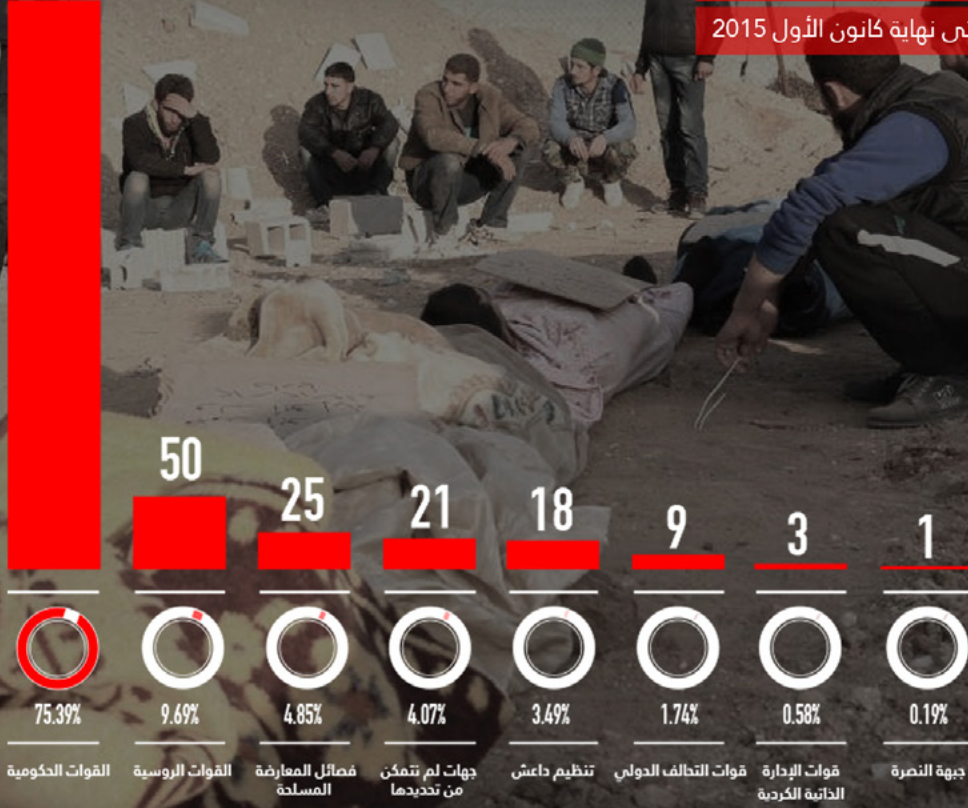 نهاية كانون الأول 2015
50
25
21
18
9
3
1
75.39%
9.69%
4.85%
4.07%
3.49%
1.74%
0.58%
0.19%
القوات الحكومية
القوات الروسية
فصائل المعارضة
المسلحة
جهات لم نتمكن
من تحديدها
تنظيم داعش
قوات التحالف الدولي
قوات الإدارة
الذاتية الكردية
جبهة النصرة